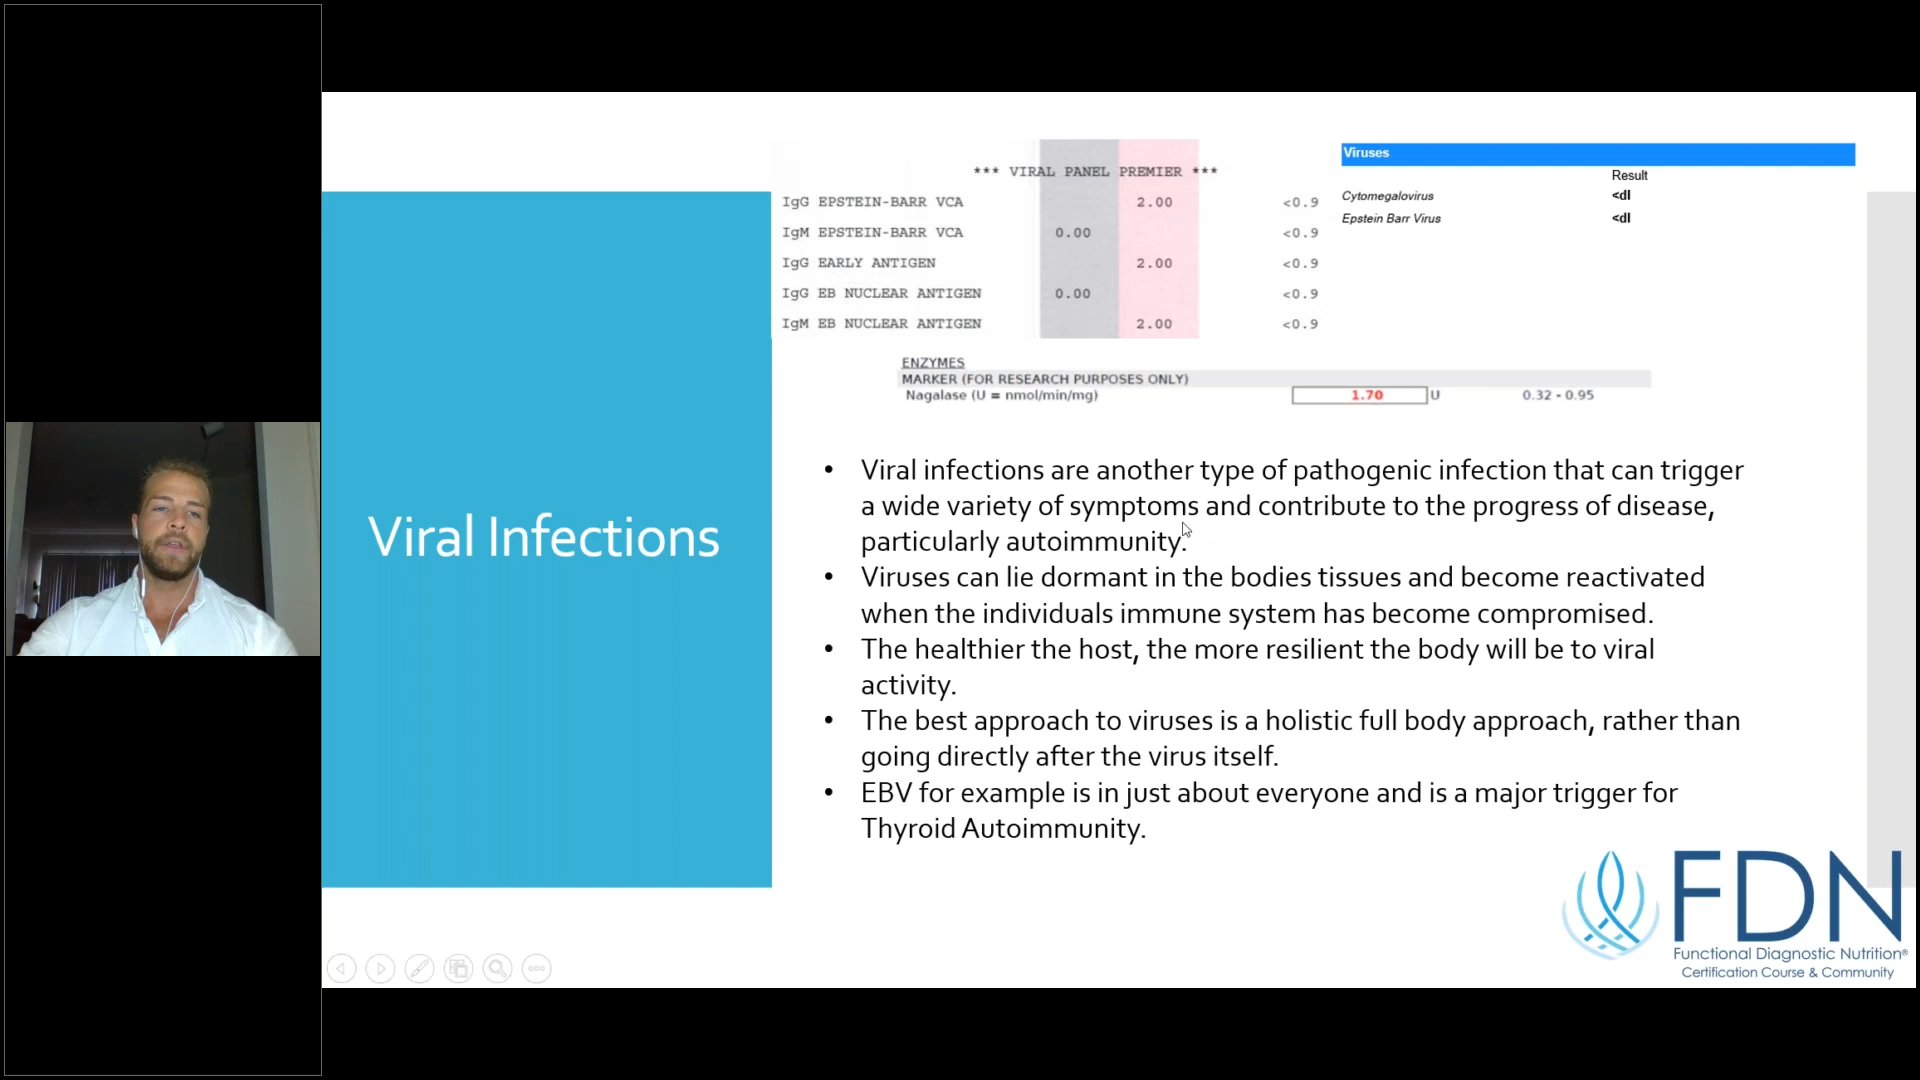 *** VIRAL PANEL PREMIER ***
IgG EPSTEIN-BARR VCA 2.00 <0.9
IgM EPSTEIN-BARR VCA 0.00 <0.9
IgG EARLY ANTIGEN 2.00 <0.9
IgG EB NUCLEAR ANTIGEN 0.00 <0.9
IgM EB NUCLEAR ANTIGEN 2.00 <0.9
Viruses
Result
Cytomegalovirus <dl
Epstein Barr Virus <dl
ENZYMES
MARKER (FOR RESEARCH PURPOSES ONLY)
Nagalase (U = nmol/min/mg) 1.70 U 0.32 - 0.95
Viral Infections
• Viral infections are another type of pathogenic infection that can trigger
a wide variety of symptoms and contribute to the progress of disease,
particularly autoimmunity.
• Viruses can lie dormant in the bodies tissues and become reactivated
when the individuals immune system has become compromised.
• The healthier the host, the more resilient the body will be to viral
activity.
• The best approach to viruses is a holistic full body approach, rather than
going directly after the virus itself.
• EBV for example is in just about everyone and is a major trigger for
Thyroid Autoimmunity.
FDN
Functional Diagnostic Nutrition®
Certification Course & Community